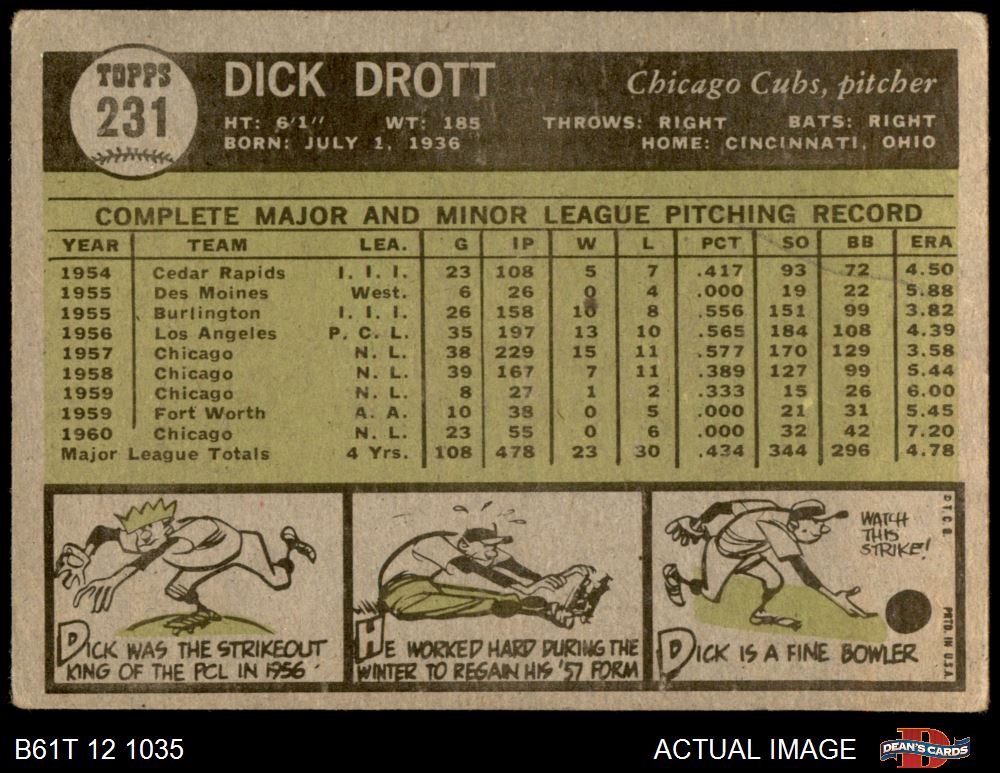 TOPPS
231
DICK DROTT
Chicago Cubs, pitcher
HT: 6'1" WT: 185 THROWS: RIGHT BATS: RIGHT
BORN: JULY 1, 1936 HOME: CINCINNATI, OHIO
COMPLETE MAJOR AND MINOR LEAGUE PITCHING RECORD
YEAR TEAM LEA. G IP W L PCT SO BB ERA
1954 Cedar Rapids I. I. I. 23 108 5 7 .417 93 72 4.50
1955 Des Moines West. 6 26 0 4 .000 19 22 5.88
1955 Burlington I. I. I. 26 158 10 8 .556 151 99 3.82
1956 Los Angeles P. C. L. 35 197 13 10 .565 184 108 4.39
1957 Chicago N. L. 38 229 15 11 .577 170 129 3.58
1958 Chicago N. L. 39 167 7 11 .389 127 99 5.44
1959 Chicago N. L. 8 27 1 2 .333 15 26 6.00
1959 Fort Worth A. A. 10 38 0 5 .000 21 31 5.45
1960 Chicago N. L. 23 55 0 6 .000 32 42 7.20
Major League Totals 4 Yrs. 108 478 23 30 .434 344 296 4.78
DICK WAS THE STRIKEOUT
KING OF THE PCL IN 1956
HE WORKED HARD DURING THE
WINTER TO REGAIN HIS '57 FORM
WATCH
THIS
STRIKE!
DICK IS A FINE BOWLER
©T.C.G.
PRTD. IN U.S.A.
B61T 12 1035
ACTUAL IMAGE
DEAN'S CARDS